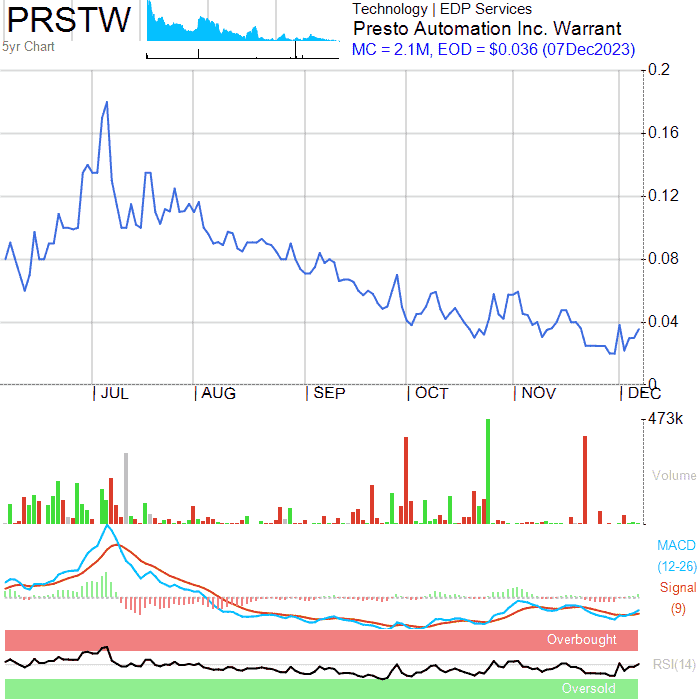 PRSTW
5yr Chart
Technology | EDP Services
Presto Automation Inc. Warrant
MC = 2.1M, EOD = $0.036 (07Dec2023)
0.2
0.16
0.12
0.08
0.04
0
JUL AUG SEP OCT NOV DEC
473k
Volume
MACD
(12-26)
Signal
(9)
Overbought
RSI(14)
Oversold